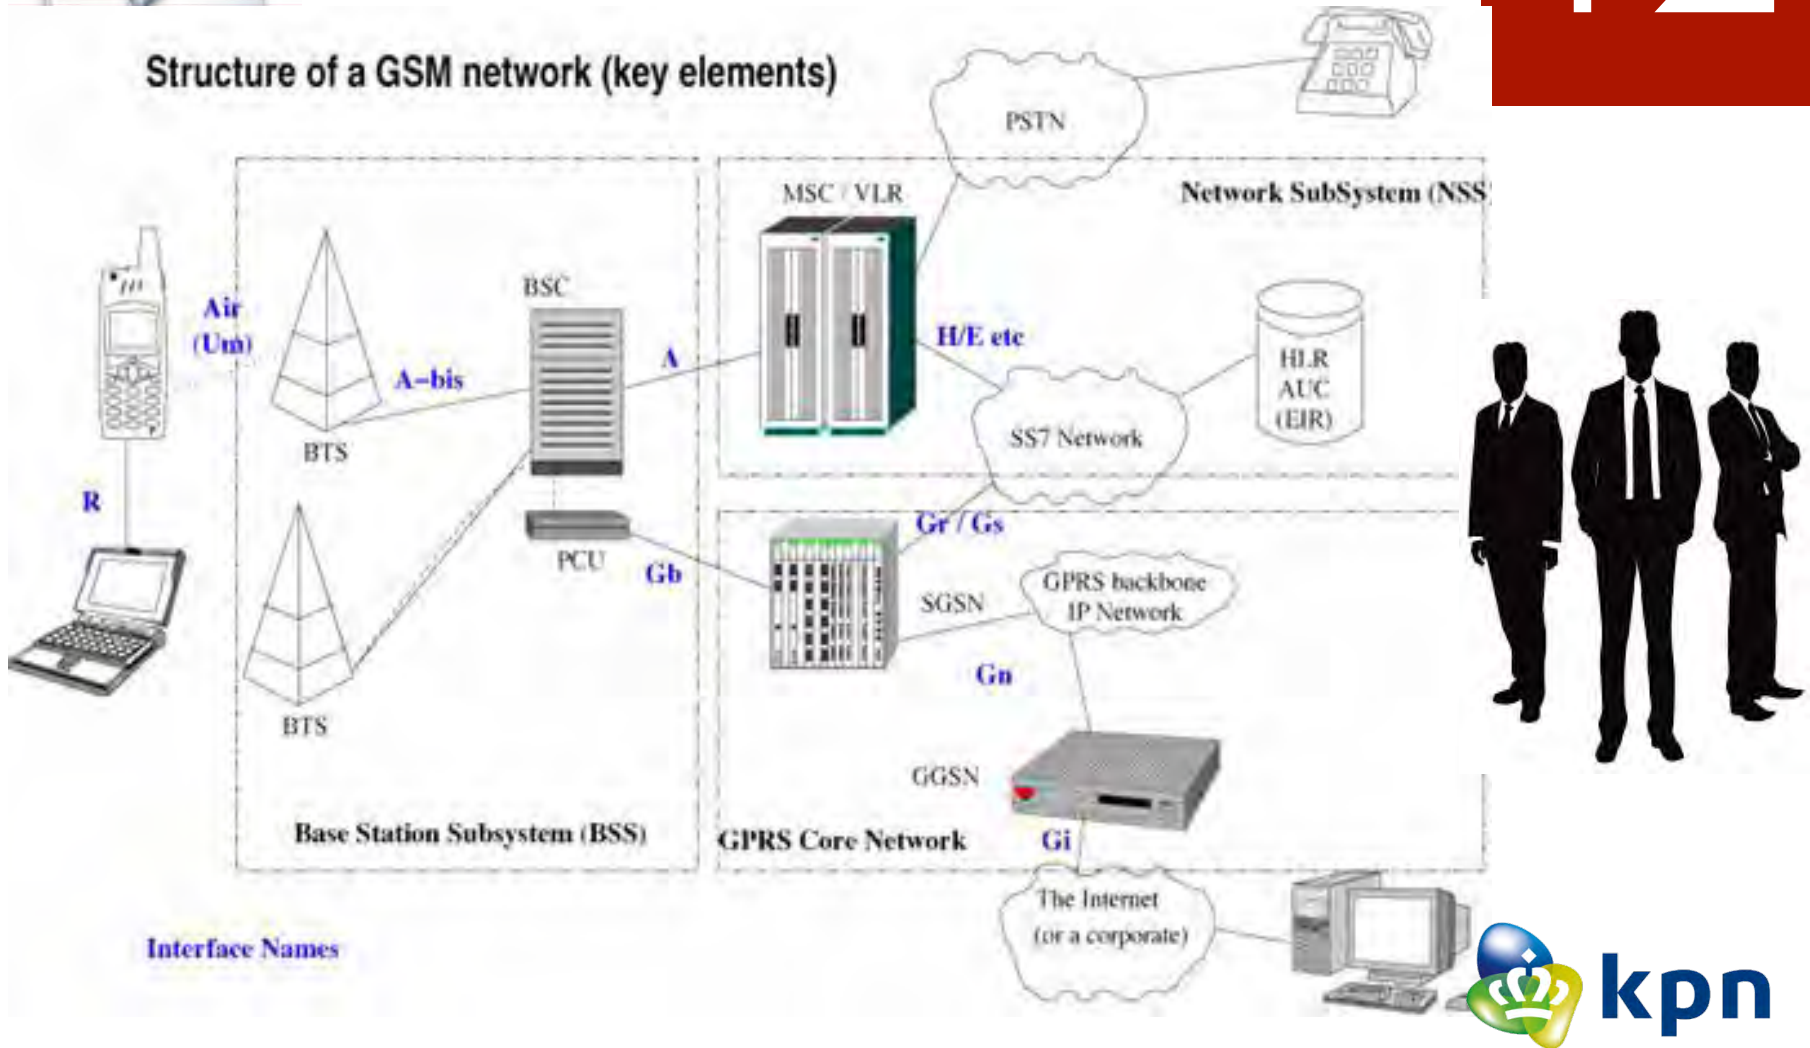 Structure of a GSM network (key elements)
PSTN
MSC / VLR
Network SubSystem (NSS)
BSC
Air
(Um)
A-bis
A
H/E etc
HLR
AUC
(EIR)
BTS
SS7 Network
R
Gr / Gs
PCU
Gb
SGSN
GPRS backbone
IP Network
Gn
BTS
GGSN
Base Station Subsystem (BSS)
GPRS Core Network
Gi
The Internet
(or a corporate)
Interface Names
kpn